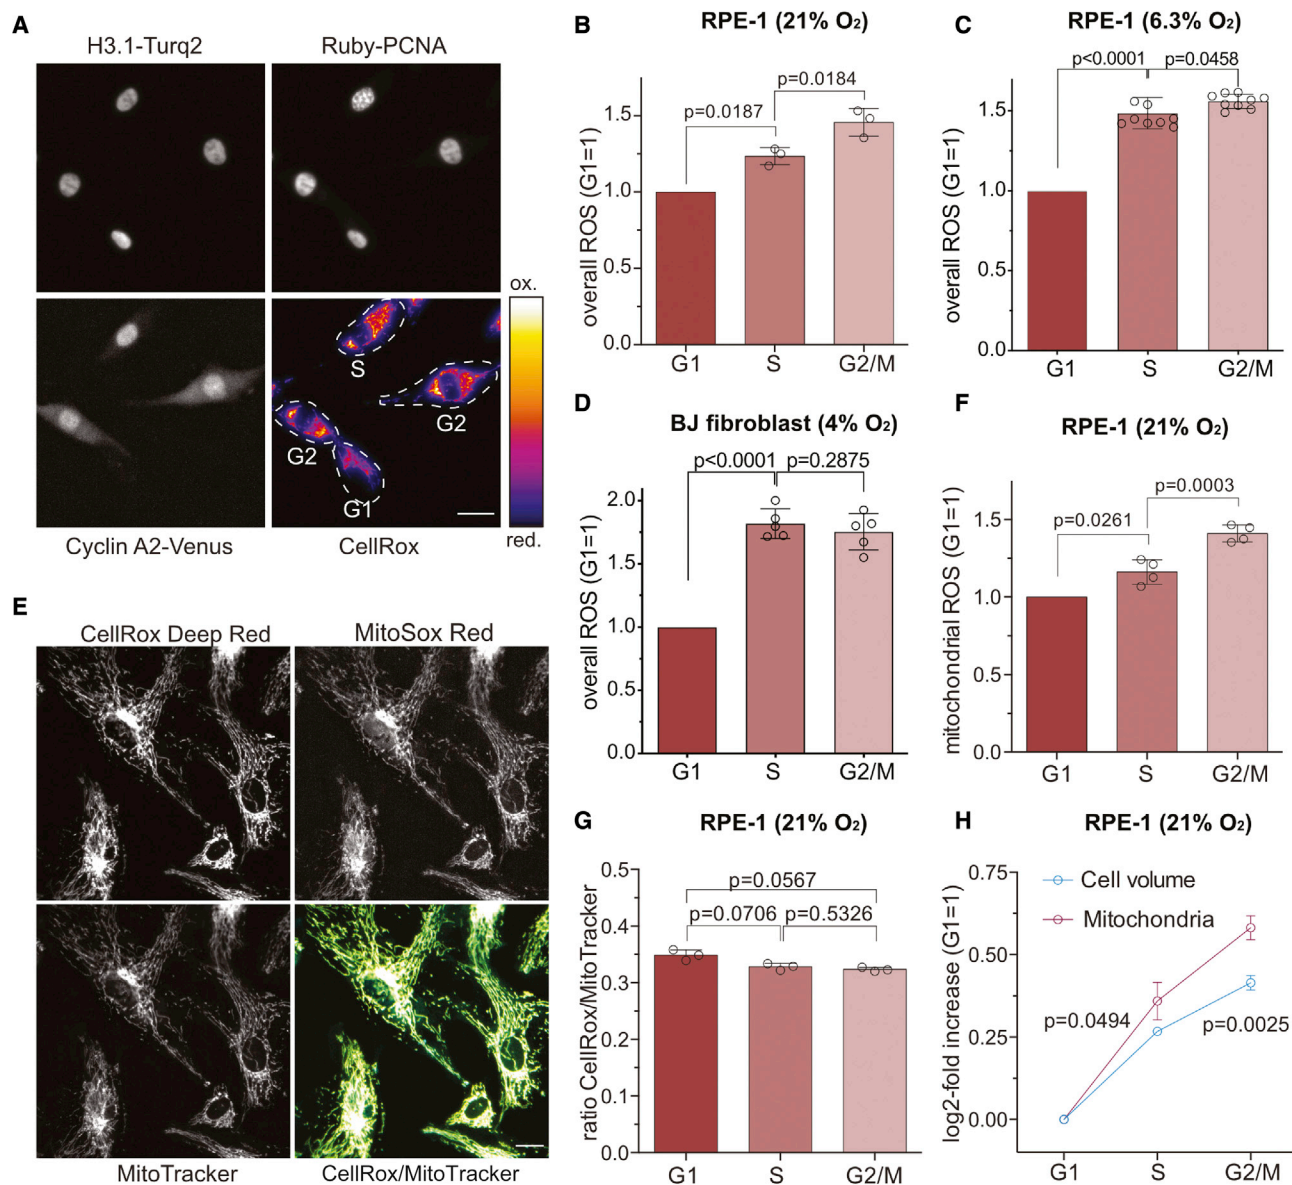 A
H3.1-Turq2
Ruby-PCNA
ox.
S
G2
G2
G1
red.
Cyclin A2-Venus
CellRox
B
RPE-1 (21% O₂)
p=0.0184
p=0.0187
overall ROS (G1=1)
1.5
1.0
0.5
0.0
G1
S
G2/M
C
RPE-1 (6.3% O₂)
p<0.0001
p=0.0458
overall ROS (G1=1)
1.5
1.0
0.5
0.0
G1
S
G2/M
D
BJ fibroblast (4% O₂)
p<0.0001
p=0.2875
overall ROS (G1=1)
2.0
1.5
1.0
0.5
0.0
G1
S
G2/M
E
CellRox Deep Red
MitoSox Red
MitoTracker
CellRox/MitoTracker
F
RPE-1 (21% O₂)
p=0.0003
p=0.0261
mitochondrial ROS (G1=1)
1.5
1.0
0.5
0.0
G1
S
G2/M
G
RPE-1 (21% O₂)
p=0.0567
p=0.0706
p=0.5326
ratio CellRox/MitoTracker
0.5
0.4
0.3
0.2
0.1
0.0
G1
S
G2/M
H
RPE-1 (21% O₂)
Cell volume
Mitochondria
p=0.0494
p=0.0025
log2-fold increase (G1=1)
0.75
0.50
0.25
0.00
G1
S
G2/M